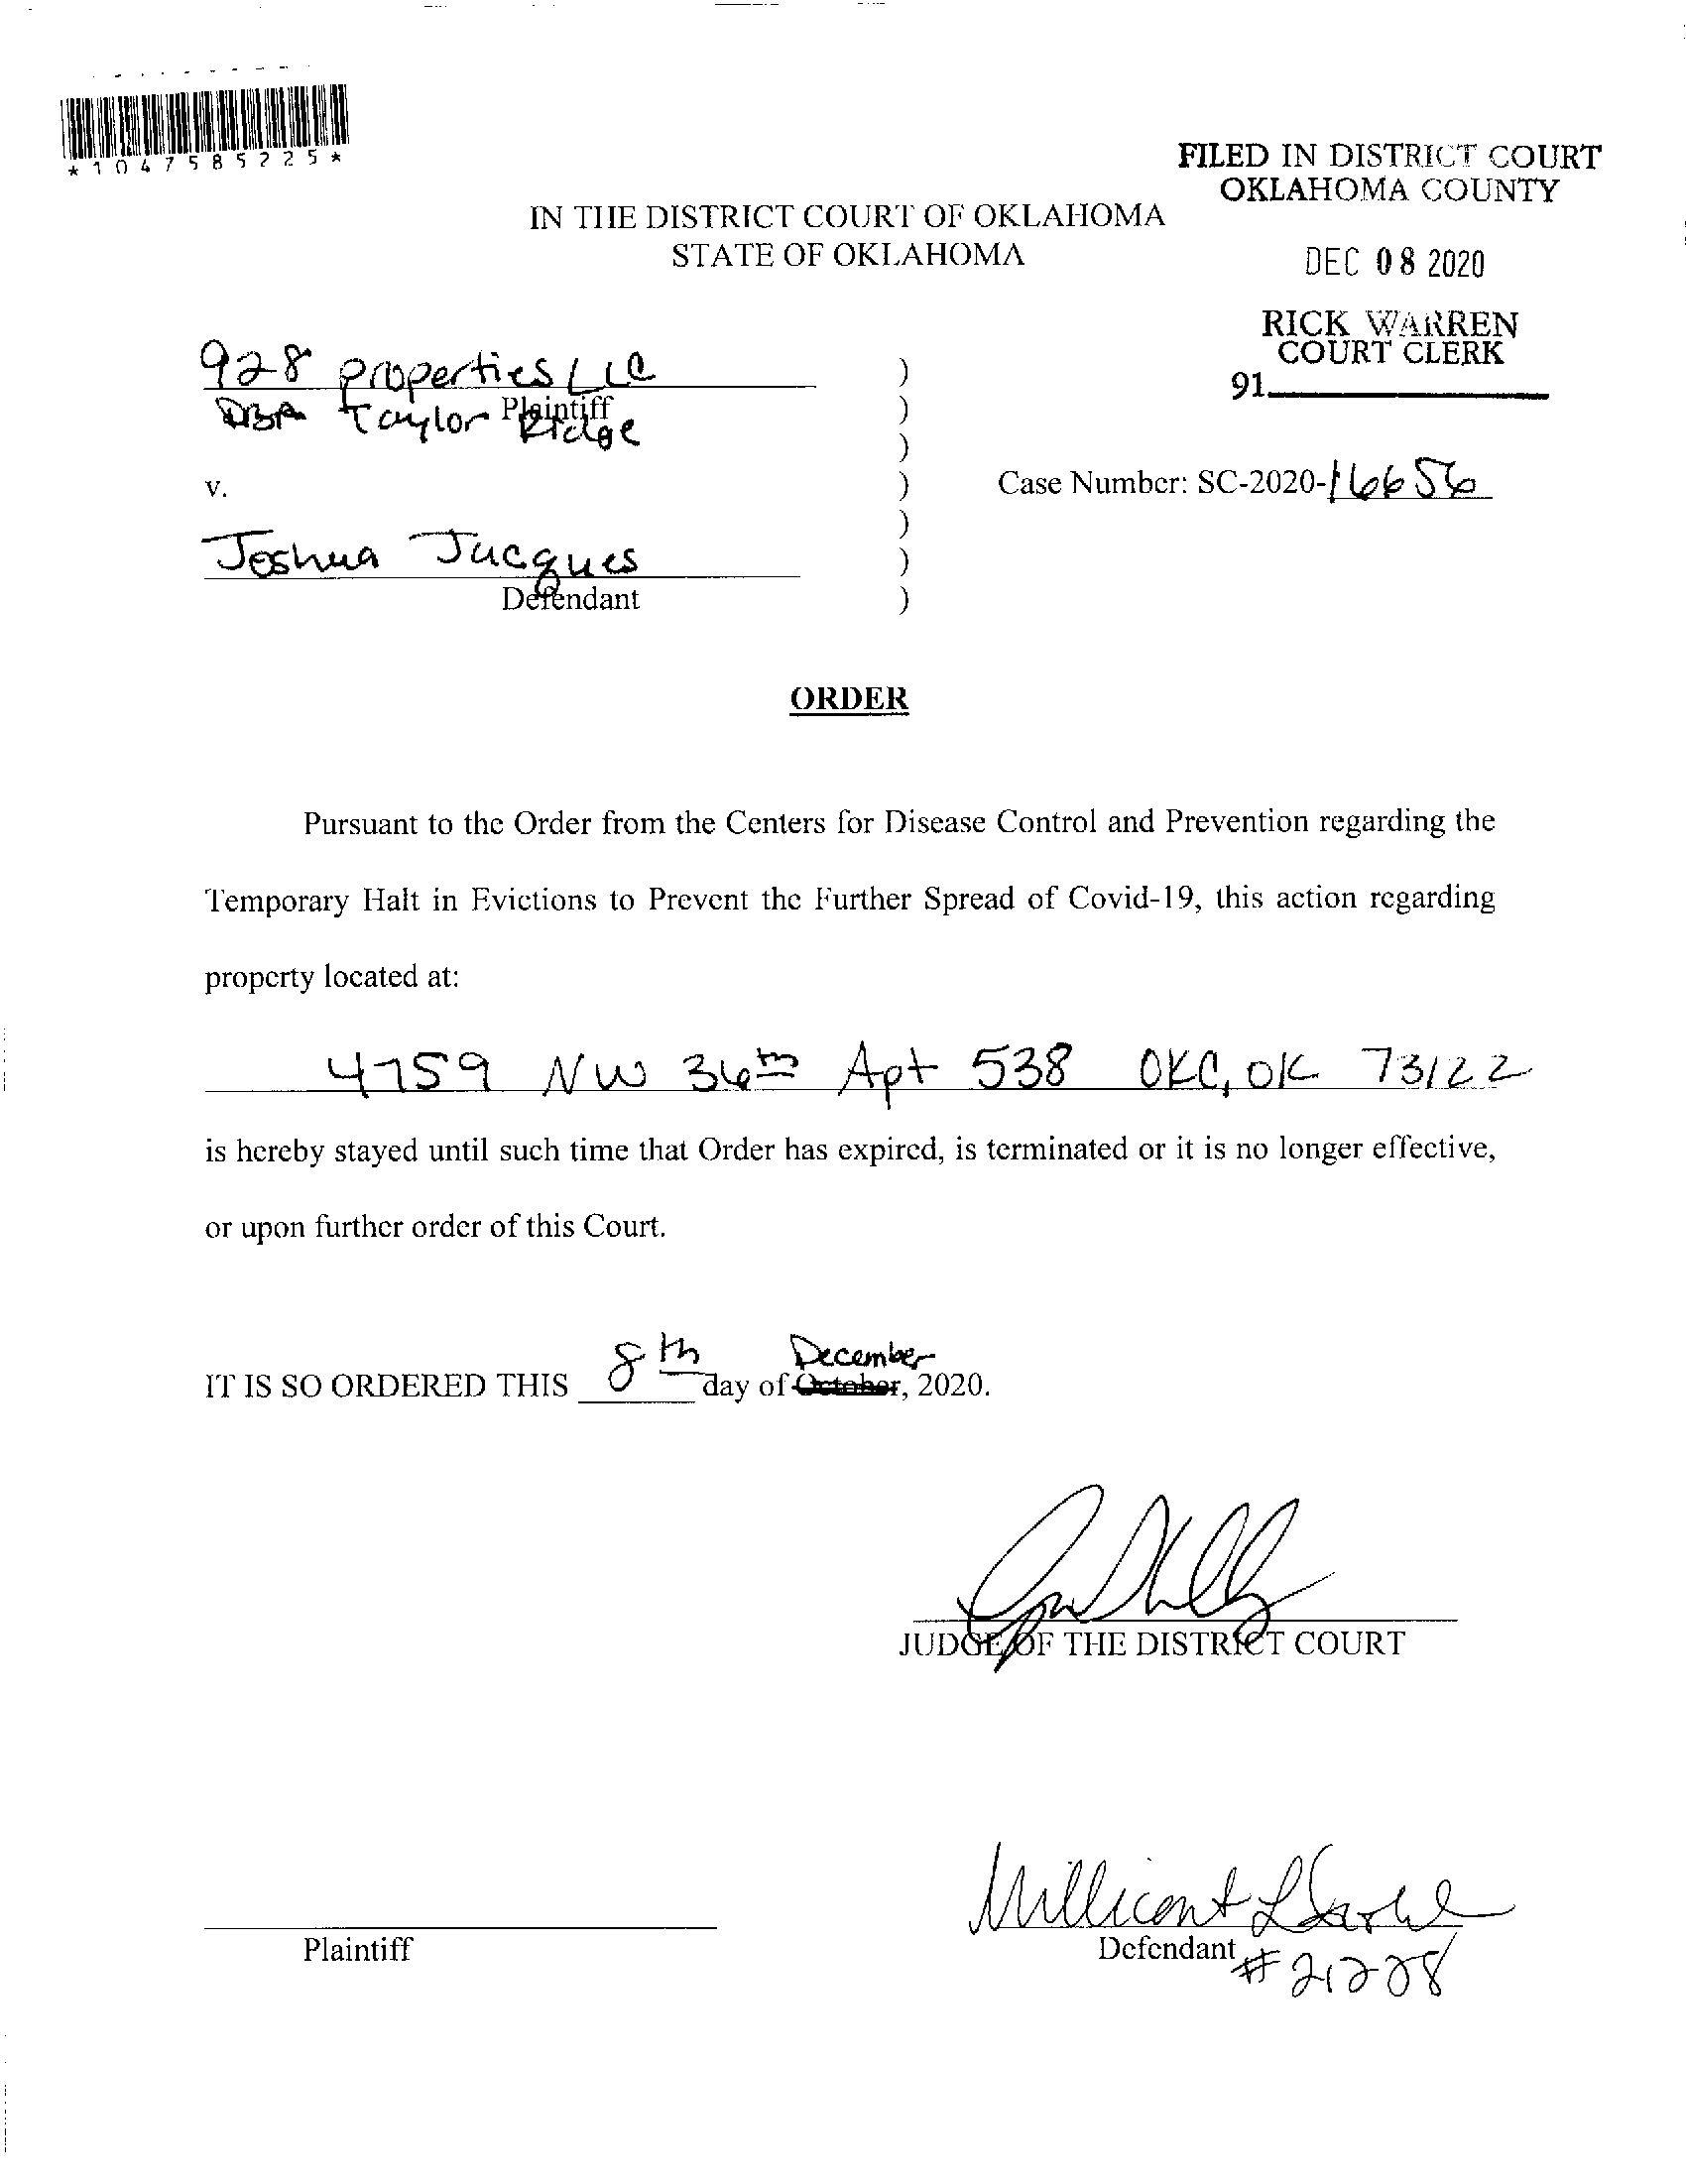 *1047585225*
FILED IN DISTRICT COURT
OKLAHOMA COUNTY
IN THE DISTRICT COURT OF OKLAHOMA
STATE OF OKLAHOMA
DEC 08 2020
RICK WARREN
COURT CLERK
91
928 properties LLC
Plaintiff
DBA Taylor Ridge
)
)
)
)
)
)
)
v.
Case Number: SC-2020-16656
Joshua Jacques
Defendant
ORDER
Pursuant to the Order from the Centers for Disease Control and Prevention regarding the
Temporary Halt in Evictions to Prevent the Further Spread of Covid-19, this action regarding
property located at:
4759 NW 36th Apt 538 OKC, OK 73122
is hereby stayed until such time that Order has expired, is terminated or it is no longer effective,
or upon further order of this Court.
December
IT IS SO ORDERED THIS 8th day of October, 2020.
JUDGE OF THE DISTRICT COURT
Millicent L
Plaintiff
Defendant
#21228